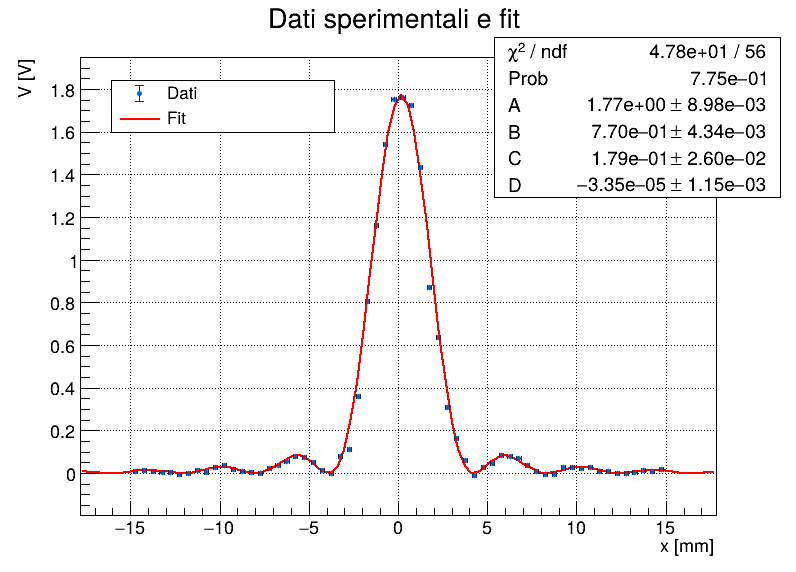 Dati sperimentali e fit
χ² / ndf 4.78e+01 / 56
Prob 7.75e−01
A 1.77e+00 ± 8.98e−03
B 7.70e−01 ± 4.34e−03
C 1.79e−01 ± 2.60e−02
D −3.35e−05 ± 1.15e−03
V [V]
Dati
Fit
1.8
1.6
1.4
1.2
1
0.8
0.6
0.4
0.2
0
−15 −10 −5 0 5 10 15
x [mm]